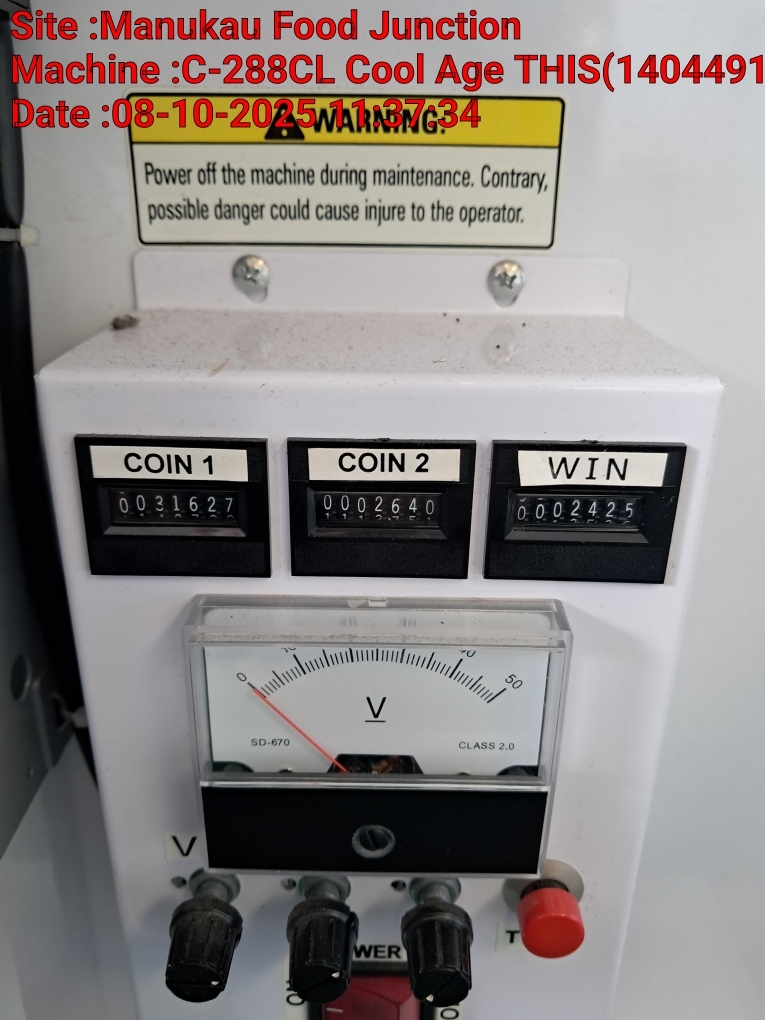 Site :Manukau Food Junction
Machine :C-288CL Cool Age THIS(1404491
Date :08-10-2025 11:37:34
WARNING:
Power off the machine during maintenance. Contrary,
possible danger could cause injure to the operator.
COIN 1 COIN 2 WIN
0031627 0002640 0002425
0 40 50
V
SD-670 CLASS 2.0
V
T
WER